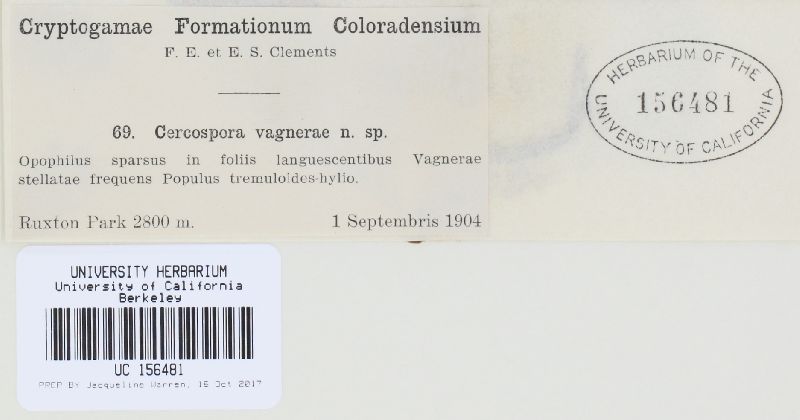 Cryptogamae Formationum Coloradensium
F. E. et E. S. Clements
69. Cercospora vagnerae n. sp.
Opophilus sparsus in foliis languescentibus Vagnerae
stellatae frequens Populus tremuloides-hylio.
Ruxton Park 2800 m. 1 Septembris 1904
HERBARIUM OF THE
156481
UNIVERSITY OF CALIFORNIA
UNIVERSITY HERBARIUM
University of California
Berkeley
UC 156481
PREP BY Jacqueline Warren, 16 Oct 2017